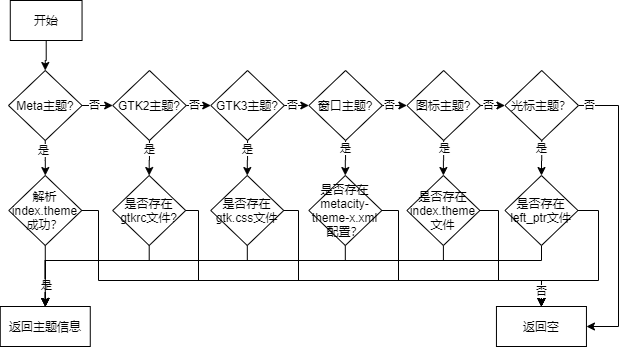 开始
Meta主题?
否
GTK2主题?
否
GTK3主题?
否
窗口主题?
否
图标主题?
否
光标主题?
否
是
是
是
是
是
是
解析
index.theme
成功?
是否存在
gtkrc文件?
是否存在
gtk.css文件
是否存在
metacity-
theme-x.xml
配置?
是否存在
index.theme
文件
是否存在
left_ptr文件
是
否
返回主题信息
返回空